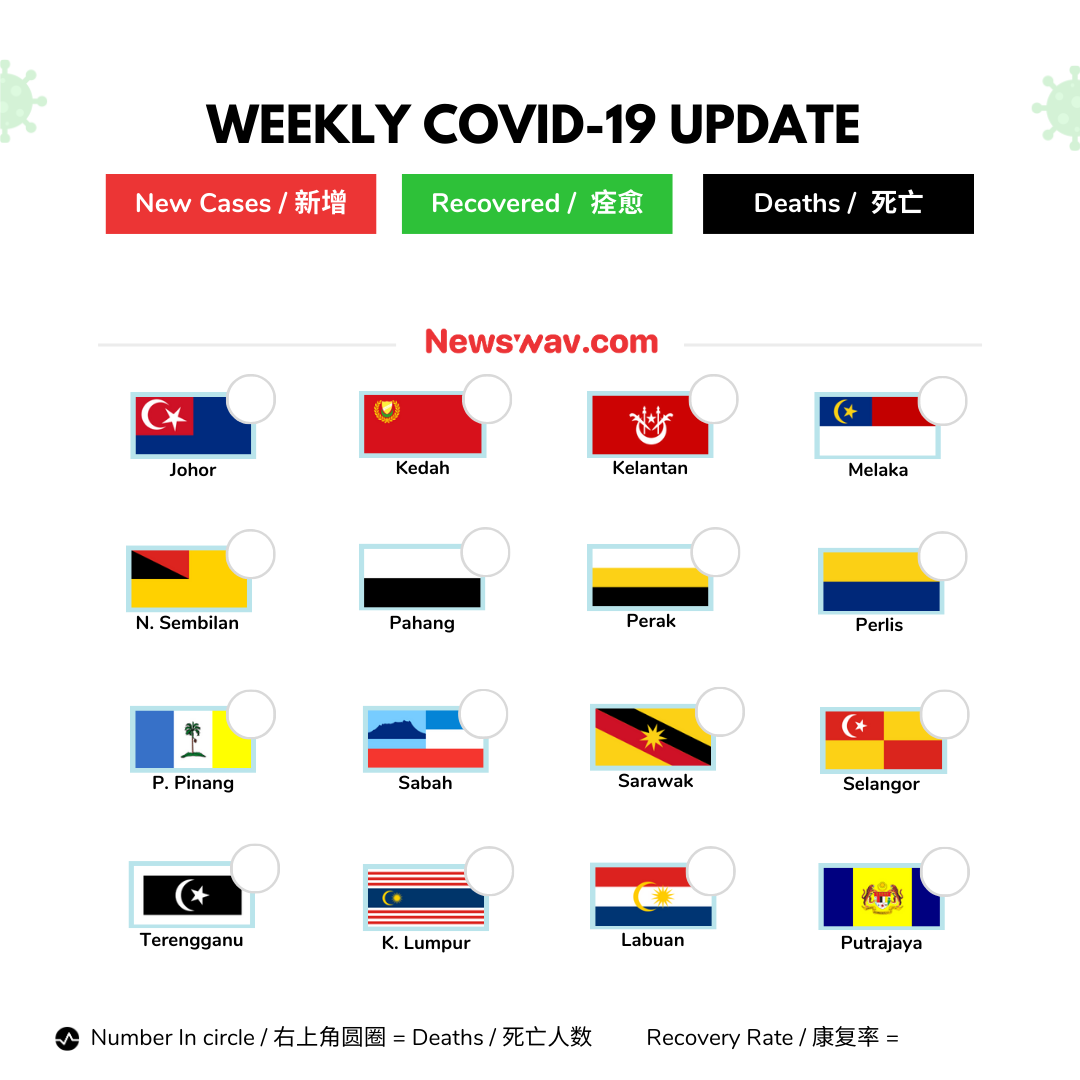 WEEKLY COVID-19 UPDATE
New Cases / 新增
Recovered / 痊愈
Deaths / 死亡
Newswav.com
Johor
Kedah
Kelantan
Melaka
N. Sembilan
Pahang
Perak
Perlis
P. Pinang
Sabah
Sarawak
Selangor
Terengganu
K. Lumpur
Labuan
Putrajaya
Number In circle / 右上角圆圈 = Deaths / 死亡人数
Recovery Rate / 康复率 =